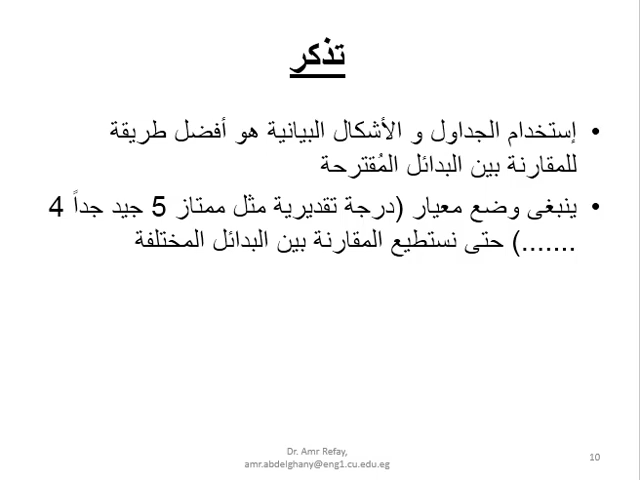 تذكر
• إستخدام الجداول و الأشكال البيانية هو أفضل طريقة
للمقارنة بين البدائل المُقترحة
• ينبغى وضع معيار (درجة تقديرية مثل ممتاز 5 جيد جداً 4
.......) حتى نستطيع المقارنة بين البدائل المختلفة
Dr. Amr Refay,
amr.abdelghany@eng1.cu.edu.eg
10